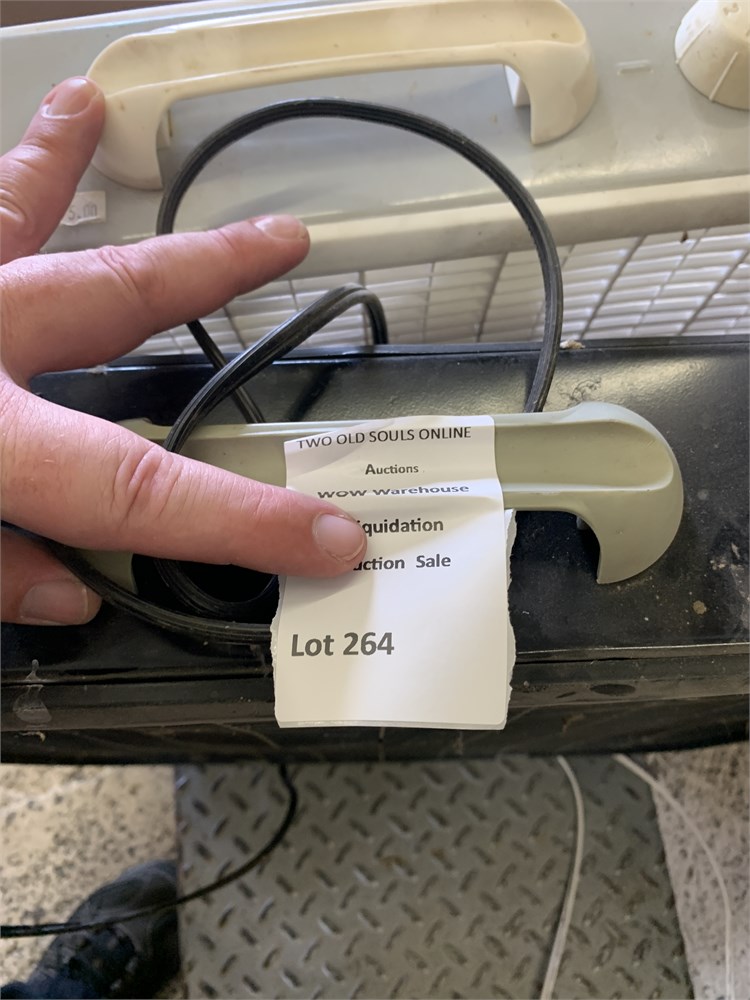 TWO OLD SOULS ONLINE
Auctions
WOW Warehouse
iquidation
uction Sale
Lot 264